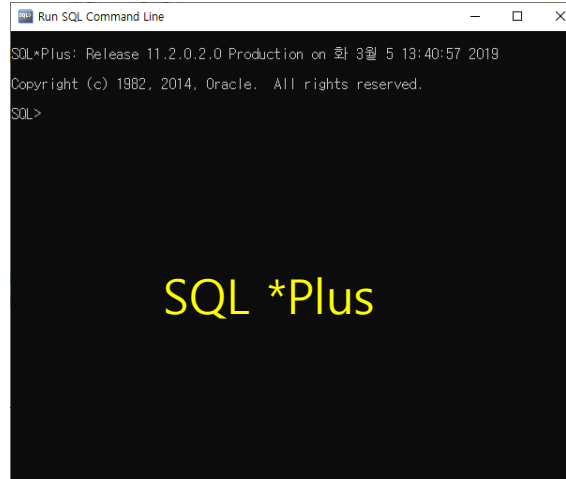 Run SQL Command Line
SQL*Plus: Release 11.2.0.2.0 Production on 화 3월 5 13:40:57 2019
Copyright (c) 1982, 2014, Oracle.  All rights reserved.
SQL>
SQL *Plus